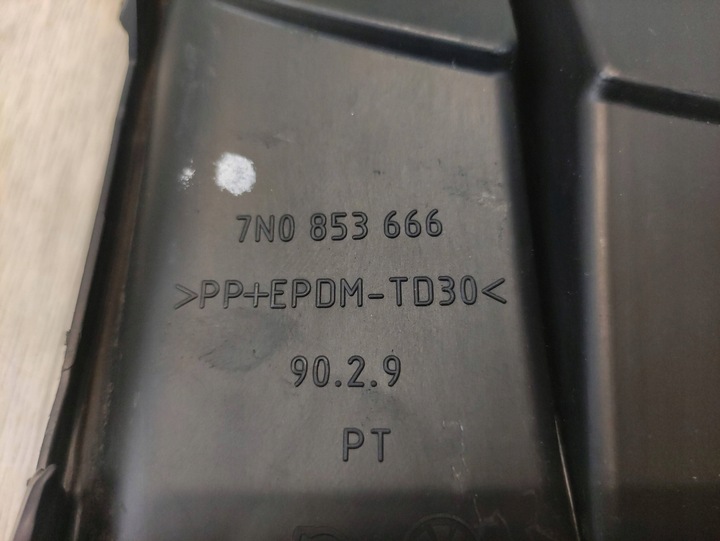 7N0 853 666
>PP+EPDM-TD30<
90.2.9
PT